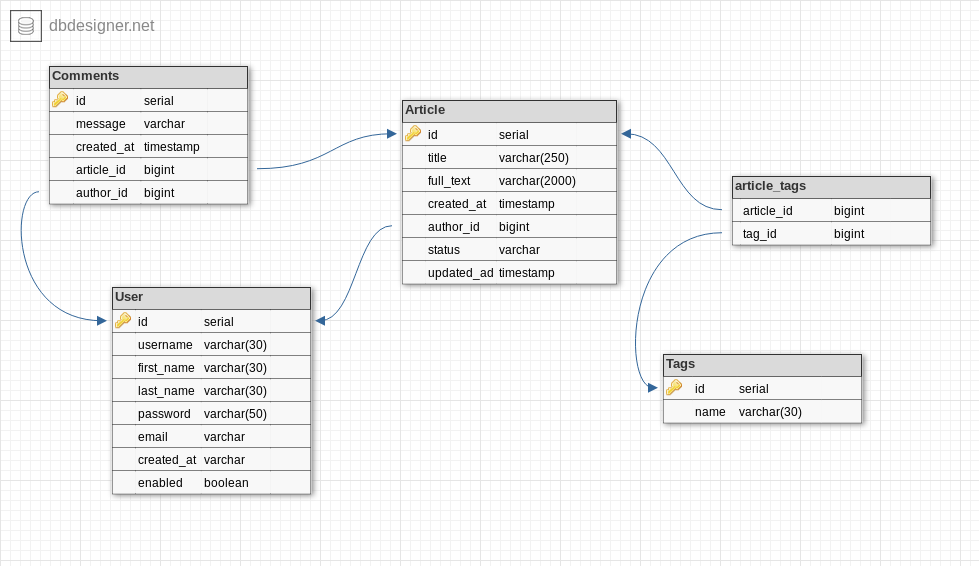 dbdesigner.net
Comments
id serial
message varchar
created_at timestamp
article_id bigint
author_id bigint
Article
id serial
title varchar(250)
full_text varchar(2000)
created_at timestamp
author_id bigint
status varchar
updated_ad timestamp
article_tags
article_id bigint
tag_id bigint
User
id serial
username varchar(30)
first_name varchar(30)
last_name varchar(30)
password varchar(50)
email varchar
created_at varchar
enabled boolean
Tags
id serial
name varchar(30)